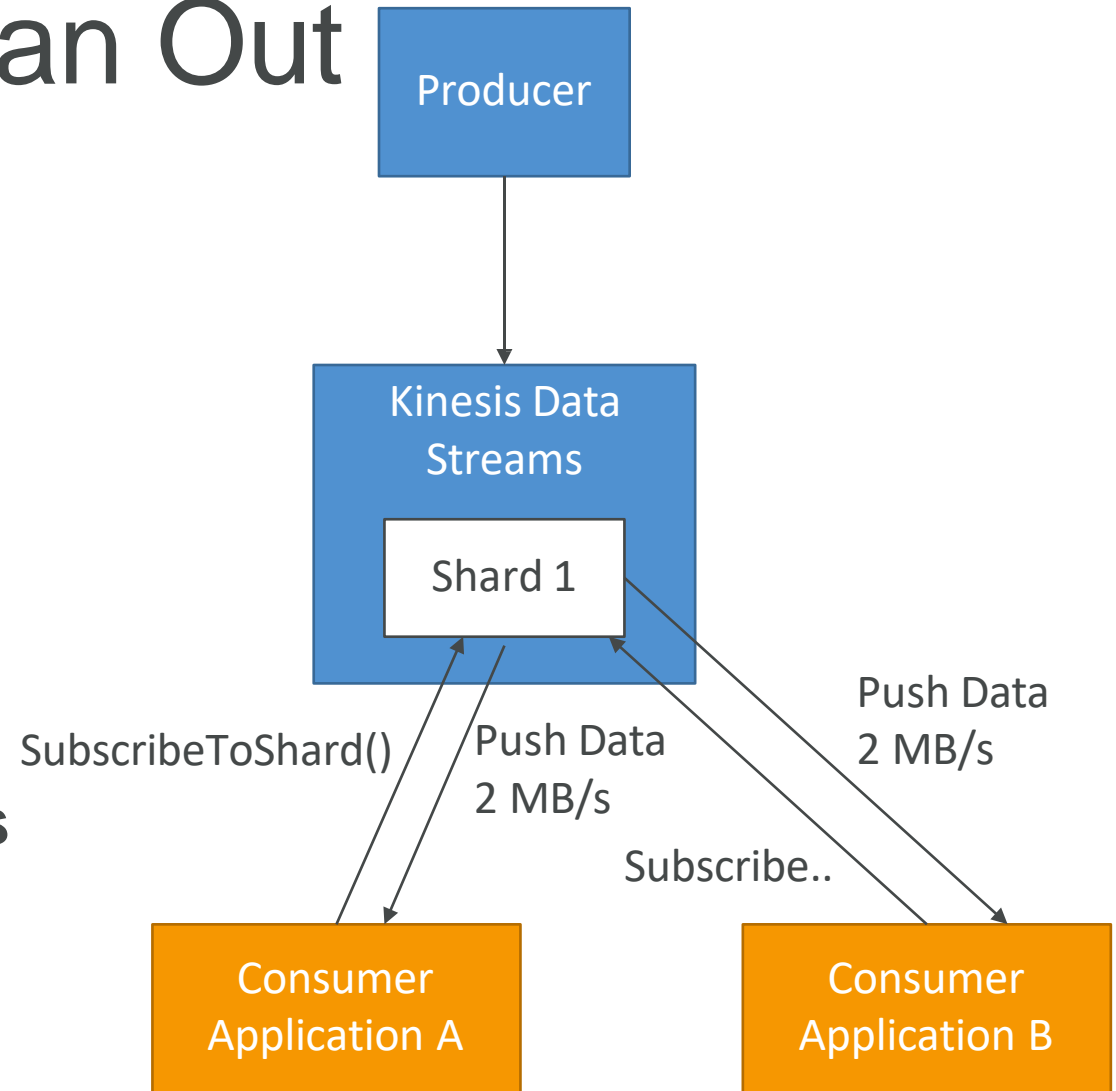 an Out
Producer
Kinesis Data
Streams
Shard 1
SubscribeToShard()
Push Data
2 MB/s
Push Data
2 MB/s
s
Subscribe..
Consumer
Application A
Consumer
Application B